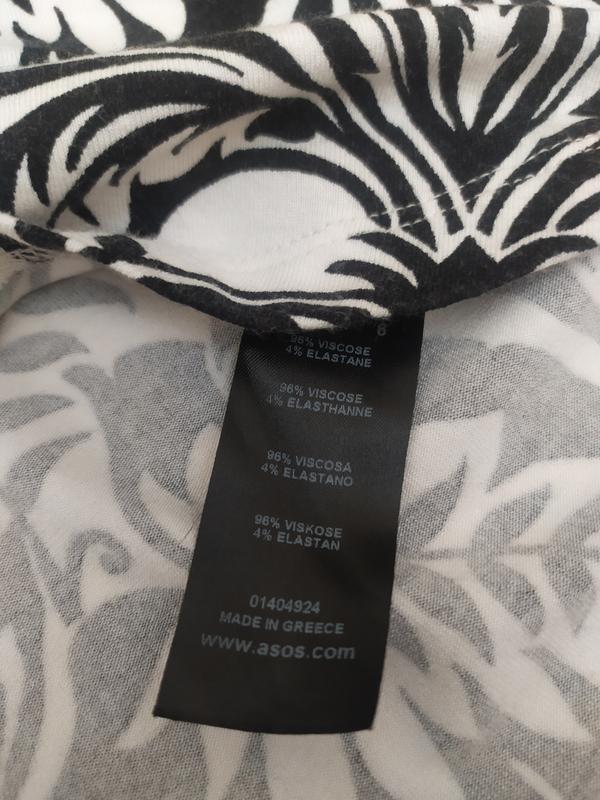 6
96% VISCOSE
4% ELASTANE
96% VISCOSE
4% ELASTHANNE
96% VISCOSA
4% ELASTANO
96% VISKOSE
4% ELASTAN
01404924
MADE IN GREECE
www.asos.com